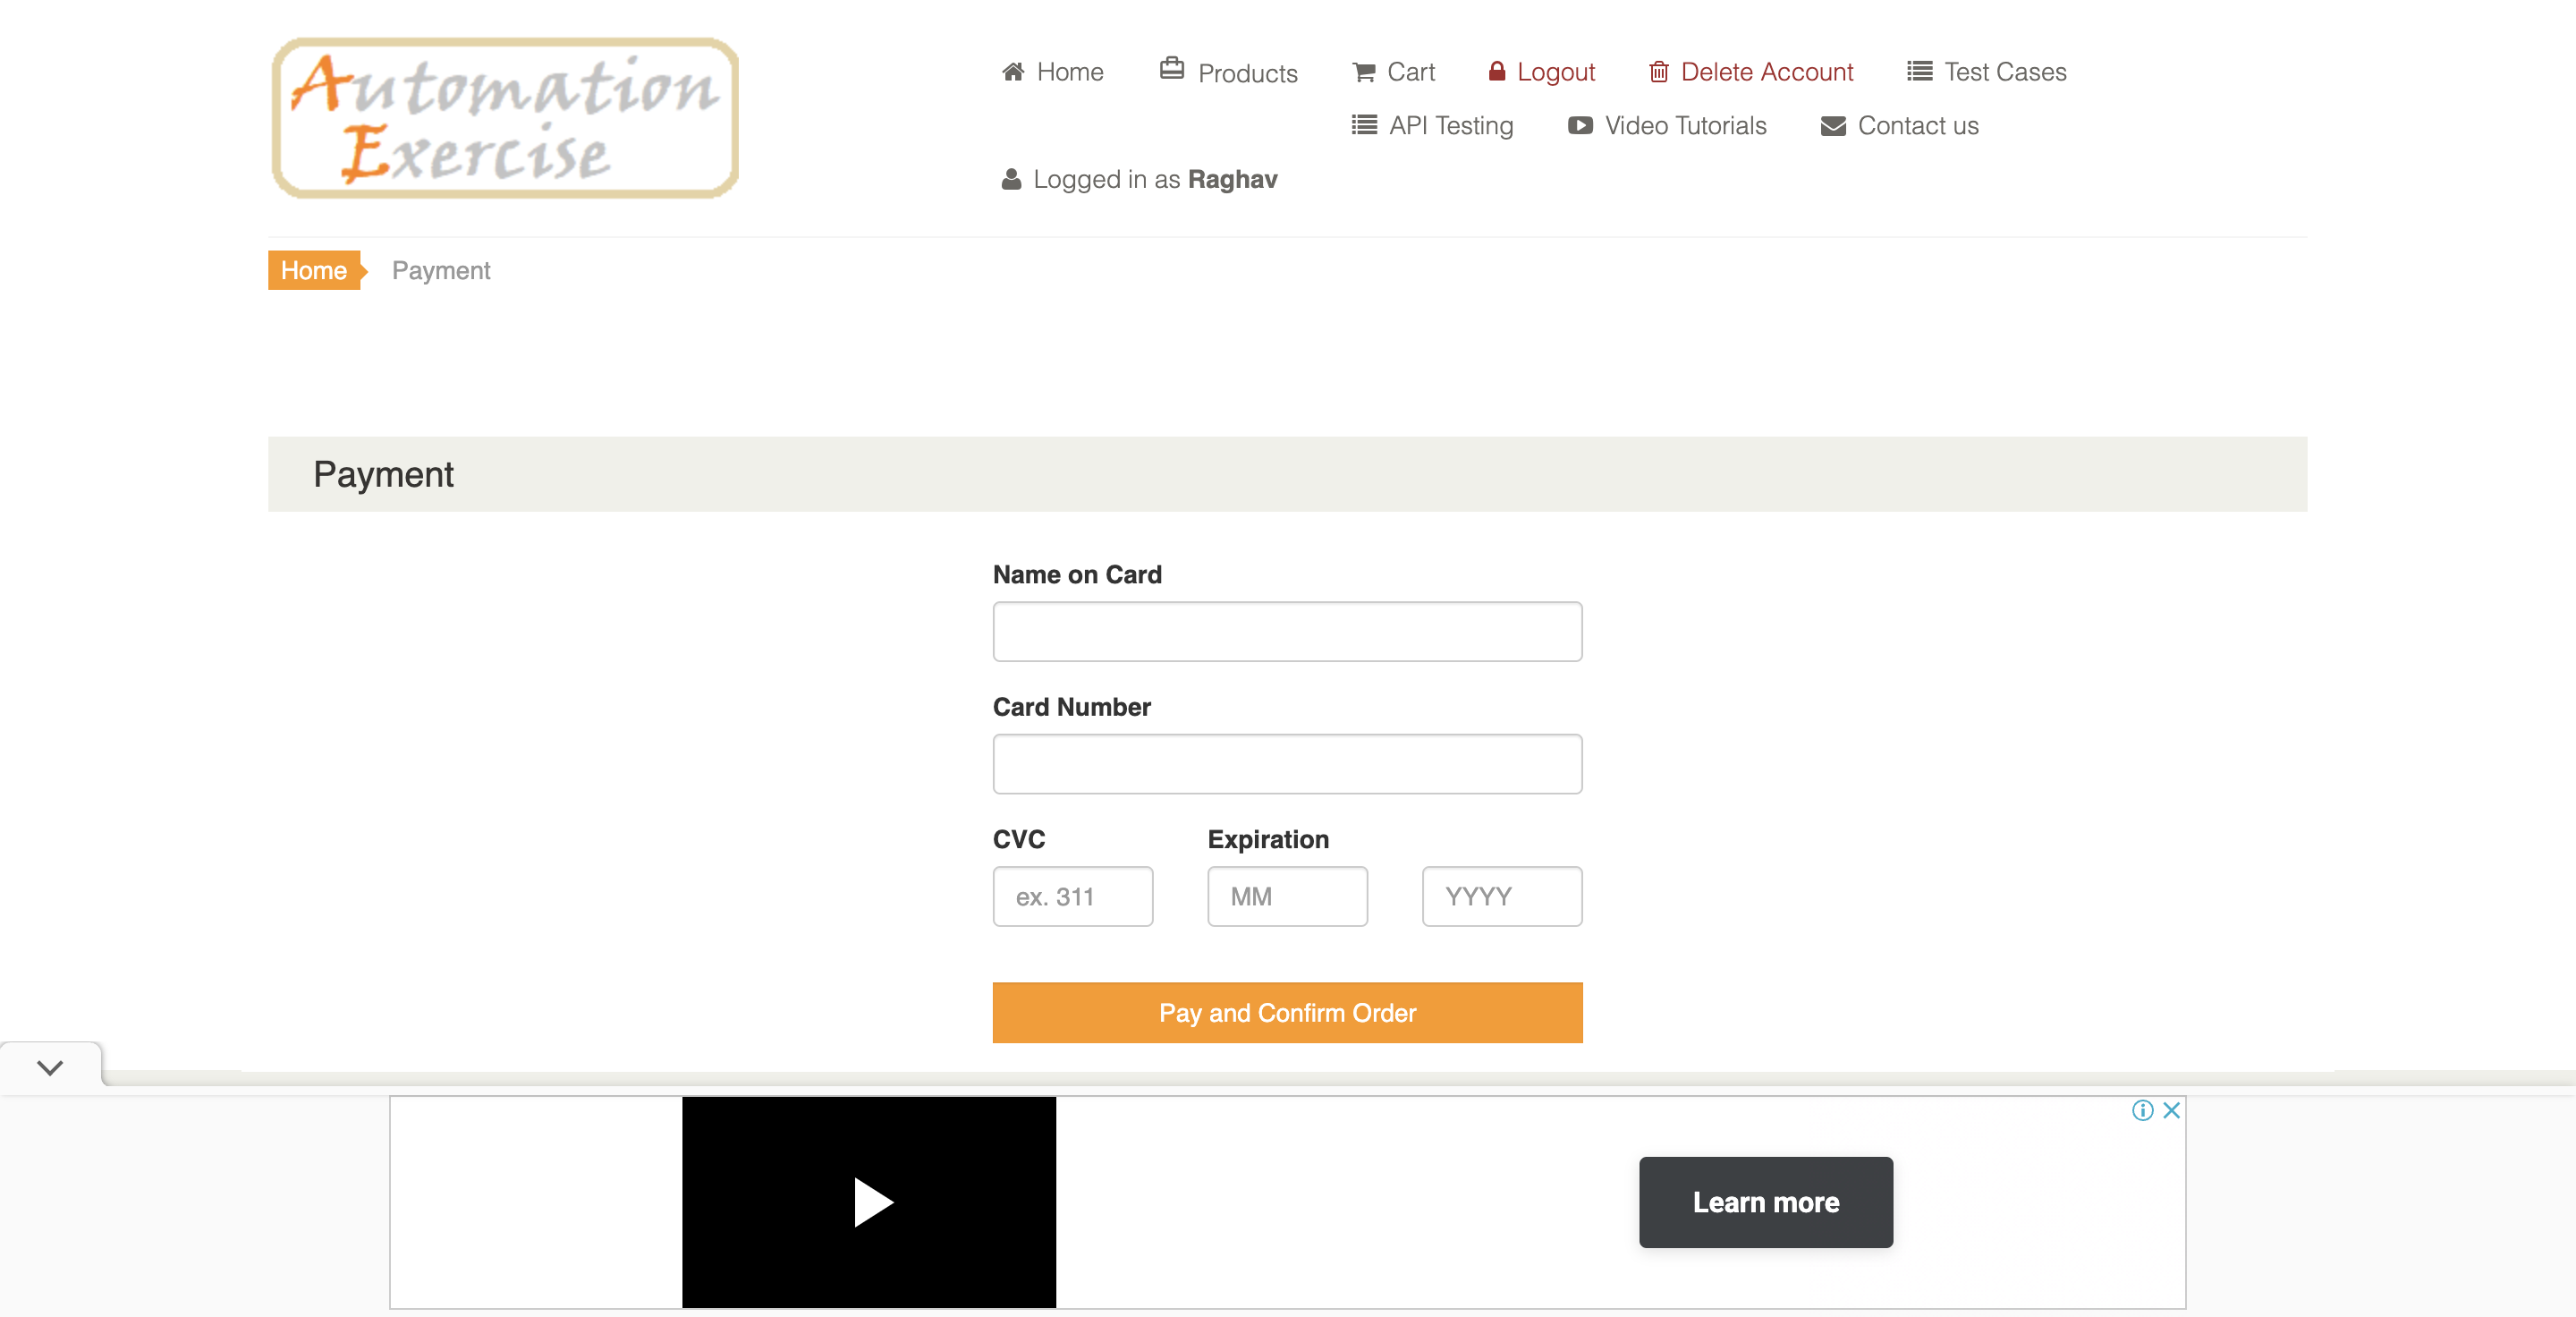 Automation
Exercise
Home Products Cart Logout Delete Account Test Cases
API Testing Video Tutorials Contact us
Logged in as Raghav
Home Payment
Payment
Name on Card
Card Number
CVC Expiration
ex. 311 MM YYYY
Pay and Confirm Order
Learn more